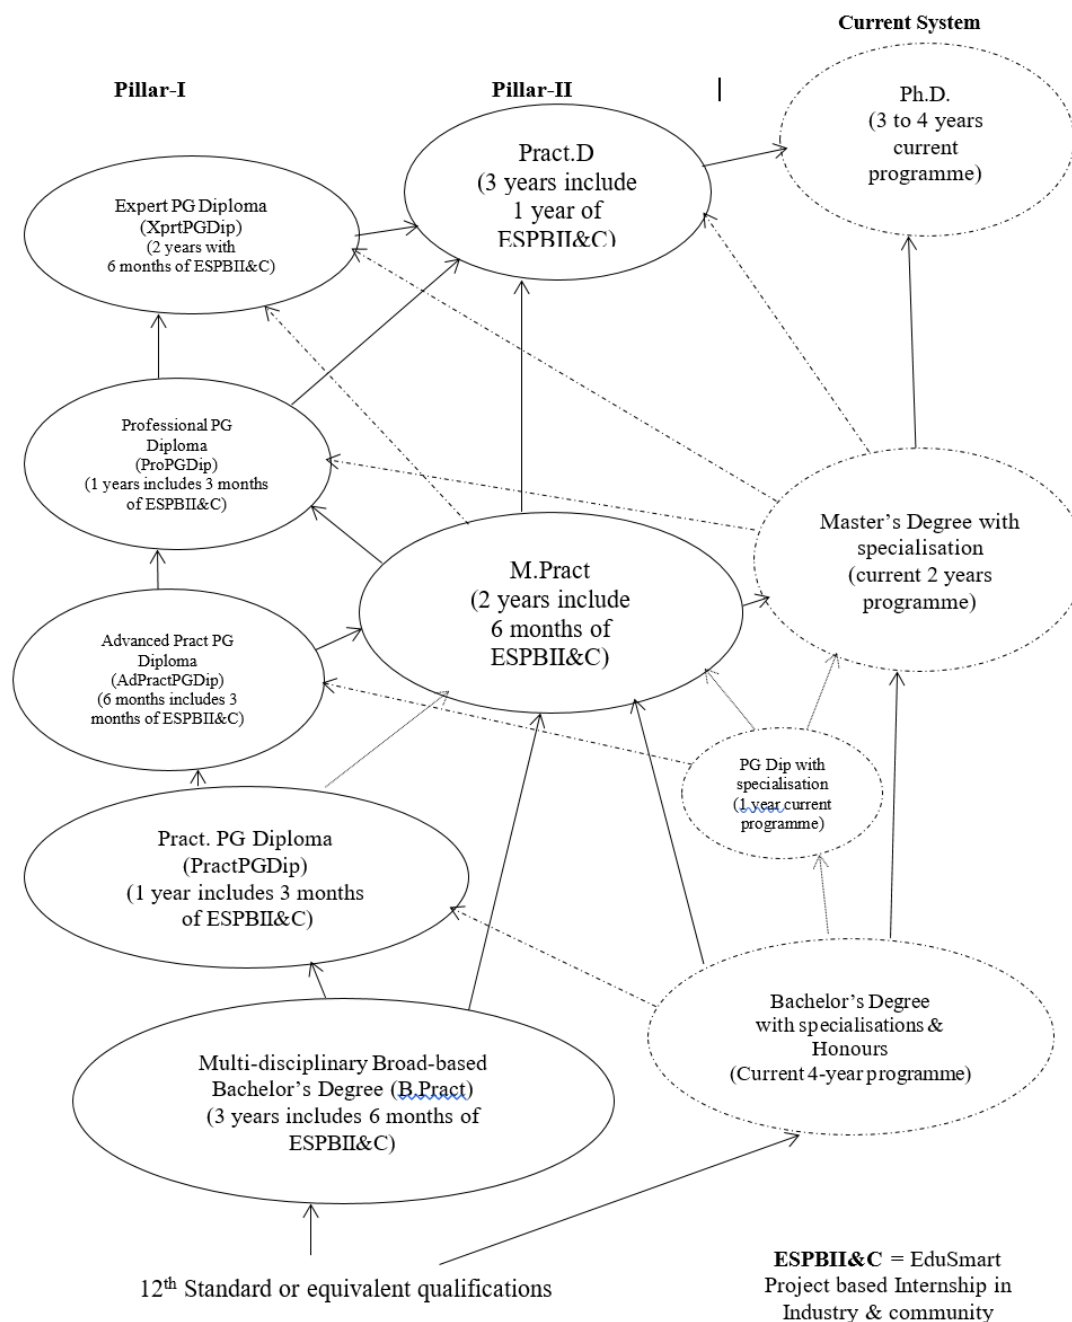 Current System
Pillar-I
Pillar-II
Ph.D.
(3 to 4 years
current
programme)
Pract.D
(3 years include
1 year of
ESPBII&C)
Expert PG Diploma
(XprtPGDip)
(2 years with
6 months of ESPBII&C)
Professional PG
Diploma
(ProPGDip)
(1 years includes 3 months
of ESPBII&C)
Master's Degree with
specialisation
(current 2 years
programme)
M.Pract
(2 years include
6 months of
ESPBII&C)
Advanced Pract PG
Diploma
(AdPractPGDip)
(6 months includes 3
months of ESPBII&C)
PG Dip with
specialisation
(1 year current
programme)
Pract. PG Diploma
(PractPGDip)
(1 year includes 3 months
of ESPBII&C)
Bachelor's Degree
with specialisations &
Honours
(Current 4-year programme)
Multi-disciplinary Broad-based
Bachelor's Degree (B.Pract)
(3 years includes 6 months of
ESPBII&C)
12th Standard or equivalent qualifications
ESPBII&C = EduSmart
Project based Internship in
Industry & community